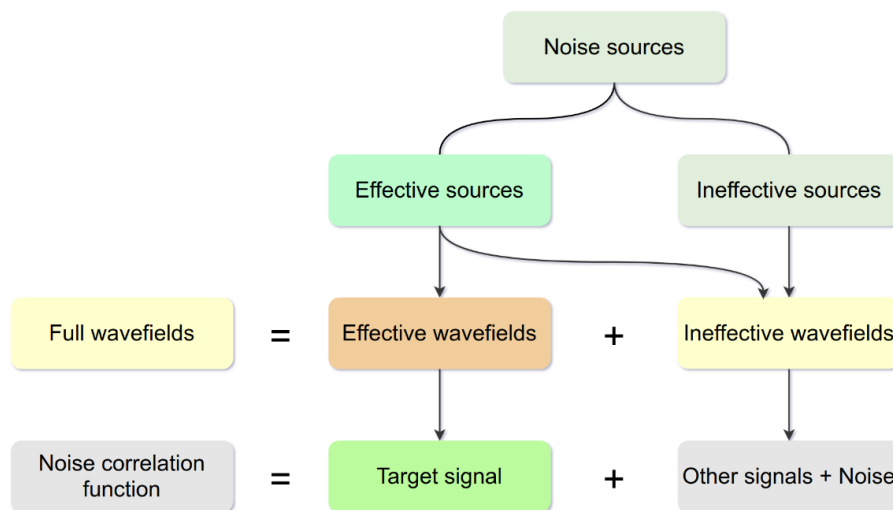 Noise sources
Effective sources
Ineffective sources
Full wavefields
=
Effective wavefields
+
Ineffective wavefields
Noise correlation
function
=
Target signal
+
Other signals + Noise